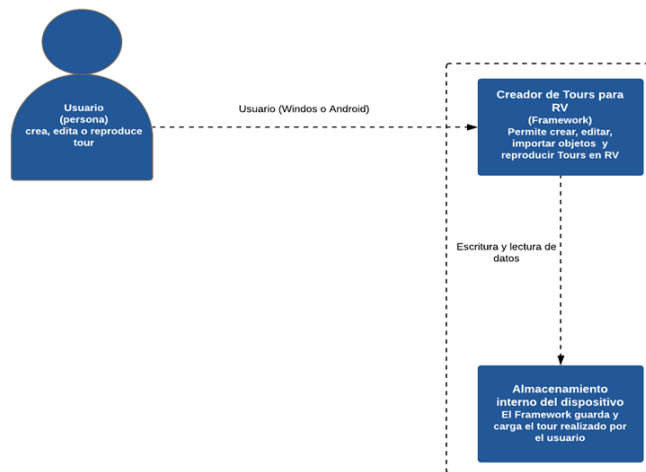 Usuario
(persona)
crea, edita o reproduce
tour
Usuario (Windos o Android)
Creador de Tours para
RV
(Framework)
Permite crear, editar,
importar objetos y
reproducir Tours en RV
Escritura y lectura de
datos
Almacenamiento
interno del dispositivo
El Framework guarda y
carga el tour realizado por
el usuario